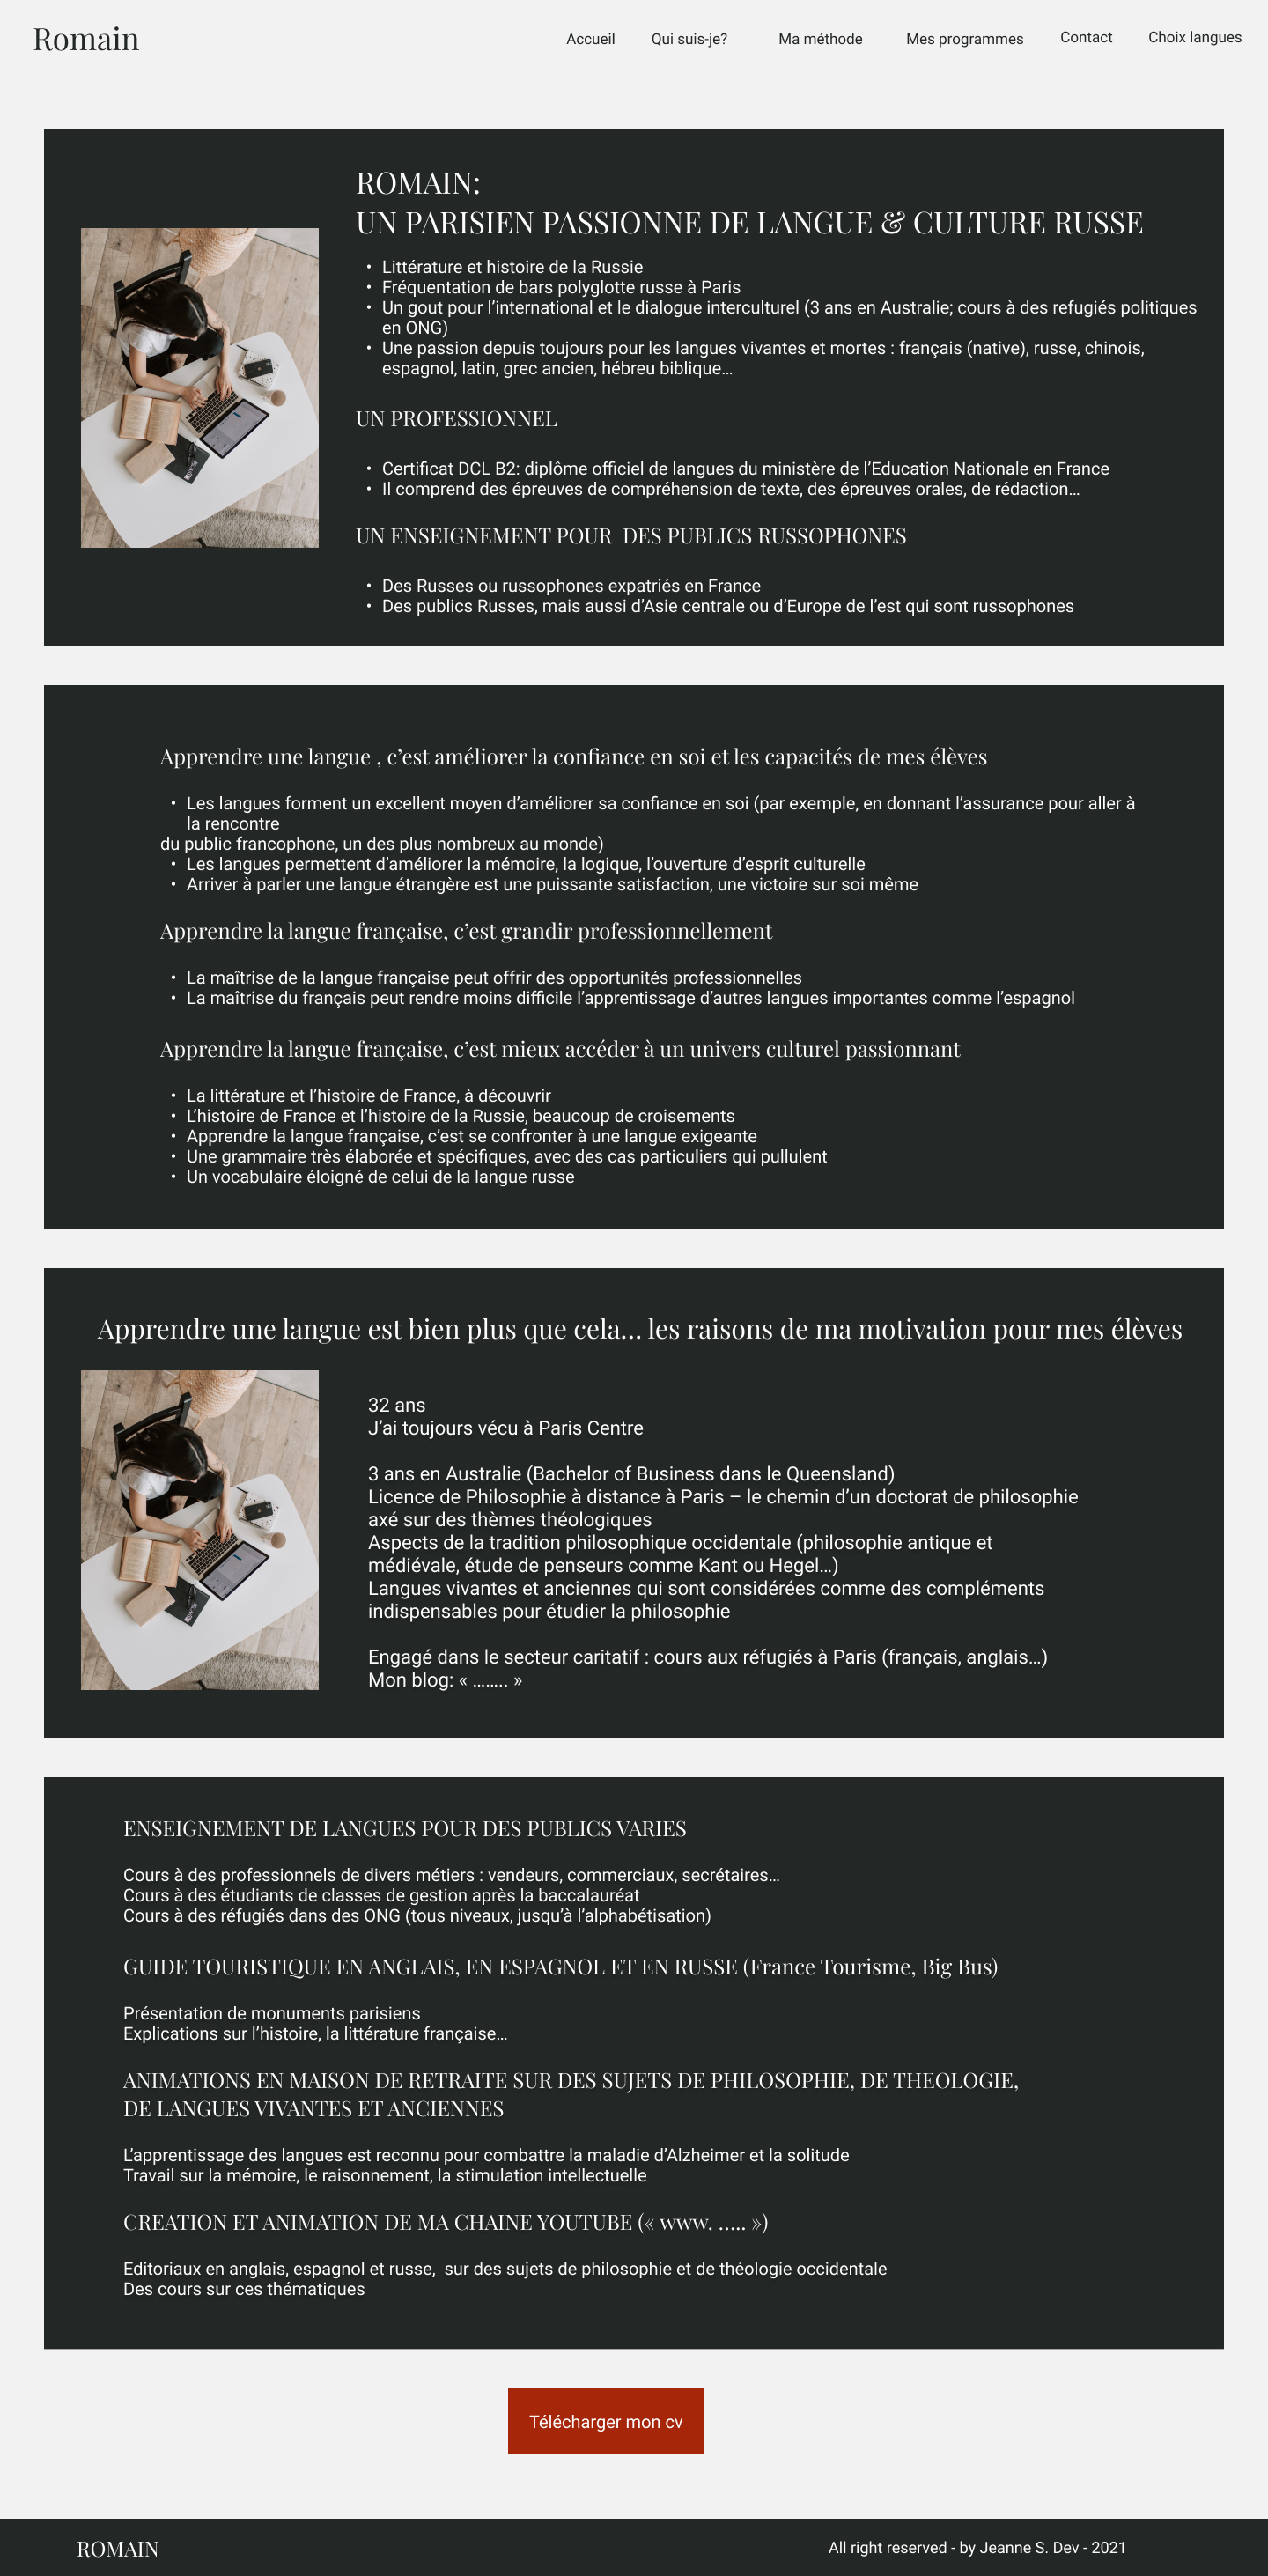 Romain
Accueil
Qui suis-je?
Ma méthode
Mes programmes
Contact
Choix langues
ROMAIN:
UN PARISIEN PASSIONNE DE LANGUE & CULTURE RUSSE
• Littérature et histoire de la Russie
• Fréquentation de bars polyglotte russe à Paris
• Un gout pour l’international et le dialogue interculturel (3 ans en Australie; cours à des refugiés politiques
en ONG)
• Une passion depuis toujours pour les langues vivantes et mortes : français (native), russe, chinois,
espagnol, latin, grec ancien, hébreu biblique…
UN PROFESSIONNEL
• Certificat DCL B2: diplôme officiel de langues du ministère de l’Education Nationale en France
• Il comprend des épreuves de compréhension de texte, des épreuves orales, de rédaction…
UN ENSEIGNEMENT POUR  DES PUBLICS RUSSOPHONES
• Des Russes ou russophones expatriés en France
• Des publics Russes, mais aussi d’Asie centrale ou d’Europe de l’est qui sont russophones
Apprendre une langue , c’est améliorer la confiance en soi et les capacités de mes élèves
• Les langues forment un excellent moyen d’améliorer sa confiance en soi (par exemple, en donnant l’assurance pour aller à
la rencontre
du public francophone, un des plus nombreux au monde)
• Les langues permettent d’améliorer la mémoire, la logique, l’ouverture d’esprit culturelle
• Arriver à parler une langue étrangère est une puissante satisfaction, une victoire sur soi même
Apprendre la langue française, c’est grandir professionnellement
• La maîtrise de la langue française peut offrir des opportunités professionnelles
• La maîtrise du français peut rendre moins difficile l’apprentissage d’autres langues importantes comme l’espagnol
Apprendre la langue française, c’est mieux accéder à un univers culturel passionnant
• La littérature et l’histoire de France, à découvrir
• L’histoire de France et l’histoire de la Russie, beaucoup de croisements
• Apprendre la langue française, c’est se confronter à une langue exigeante
• Une grammaire très élaborée et spécifiques, avec des cas particuliers qui pullulent
• Un vocabulaire éloigné de celui de la langue russe
Apprendre une langue est bien plus que cela… les raisons de ma motivation pour mes élèves
32 ans
J’ai toujours vécu à Paris Centre
3 ans en Australie (Bachelor of Business dans le Queensland)
Licence de Philosophie à distance à Paris – le chemin d’un doctorat de philosophie
axé sur des thèmes théologiques
Aspects de la tradition philosophique occidentale (philosophie antique et
médiévale, étude de penseurs comme Kant ou Hegel…)
Langues vivantes et anciennes qui sont considérées comme des compléments
indispensables pour étudier la philosophie
Engagé dans le secteur caritatif : cours aux réfugiés à Paris (français, anglais…)
Mon blog: « …….. »
ENSEIGNEMENT DE LANGUES POUR DES PUBLICS VARIES
Cours à des professionnels de divers métiers : vendeurs, commerciaux, secrétaires…
Cours à des étudiants de classes de gestion après la baccalauréat
Cours à des réfugiés dans des ONG (tous niveaux, jusqu’à l’alphabétisation)
GUIDE TOURISTIQUE EN ANGLAIS, EN ESPAGNOL ET EN RUSSE (France Tourisme, Big Bus)
Présentation de monuments parisiens
Explications sur l’histoire, la littérature française…
ANIMATIONS EN MAISON DE RETRAITE SUR DES SUJETS DE PHILOSOPHIE, DE THEOLOGIE,
DE LANGUES VIVANTES ET ANCIENNES
L’apprentissage des langues est reconnu pour combattre la maladie d’Alzheimer et la solitude
Travail sur la mémoire, le raisonnement, la stimulation intellectuelle
CREATION ET ANIMATION DE MA CHAINE YOUTUBE (« www. ….. »)
Editoriaux en anglais, espagnol et russe,  sur des sujets de philosophie et de théologie occidentale
Des cours sur ces thématiques
Télécharger mon cv
ROMAIN
All right reserved - by Jeanne S. Dev - 2021